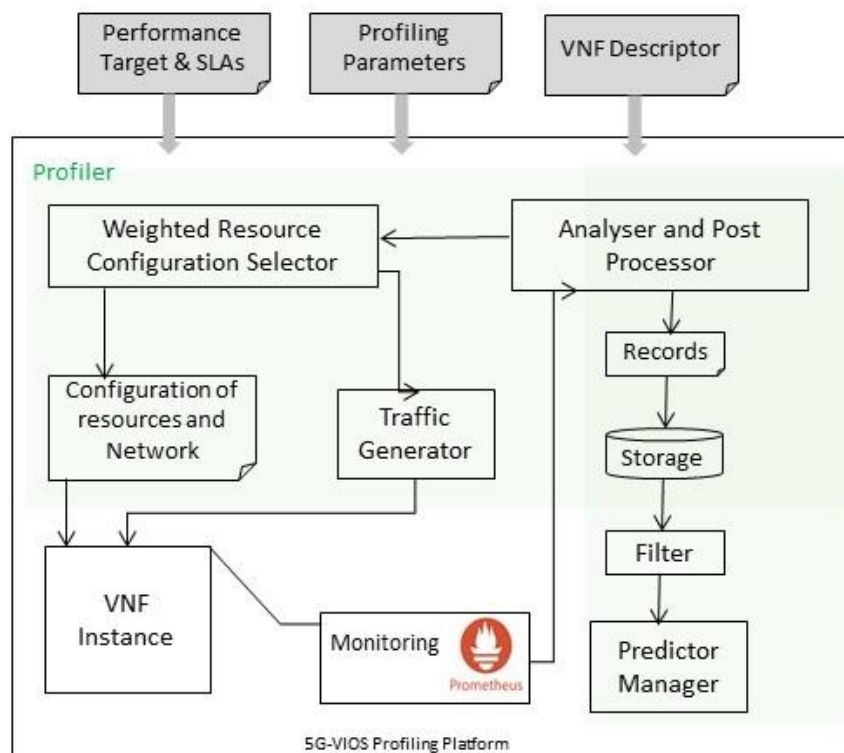 Performance
Target & SLAs
Profiling
Parameters
VNF Descriptor
Profiler
Weighted Resource
Configuration Selector
Analyser and Post
Processor
Records
Configuration of
resources and
Network
Traffic
Generator
Storage
Filter
VNF
Instance
Monitoring
Prometheus
Predictor
Manager
5G-VIOS Profiling Platform